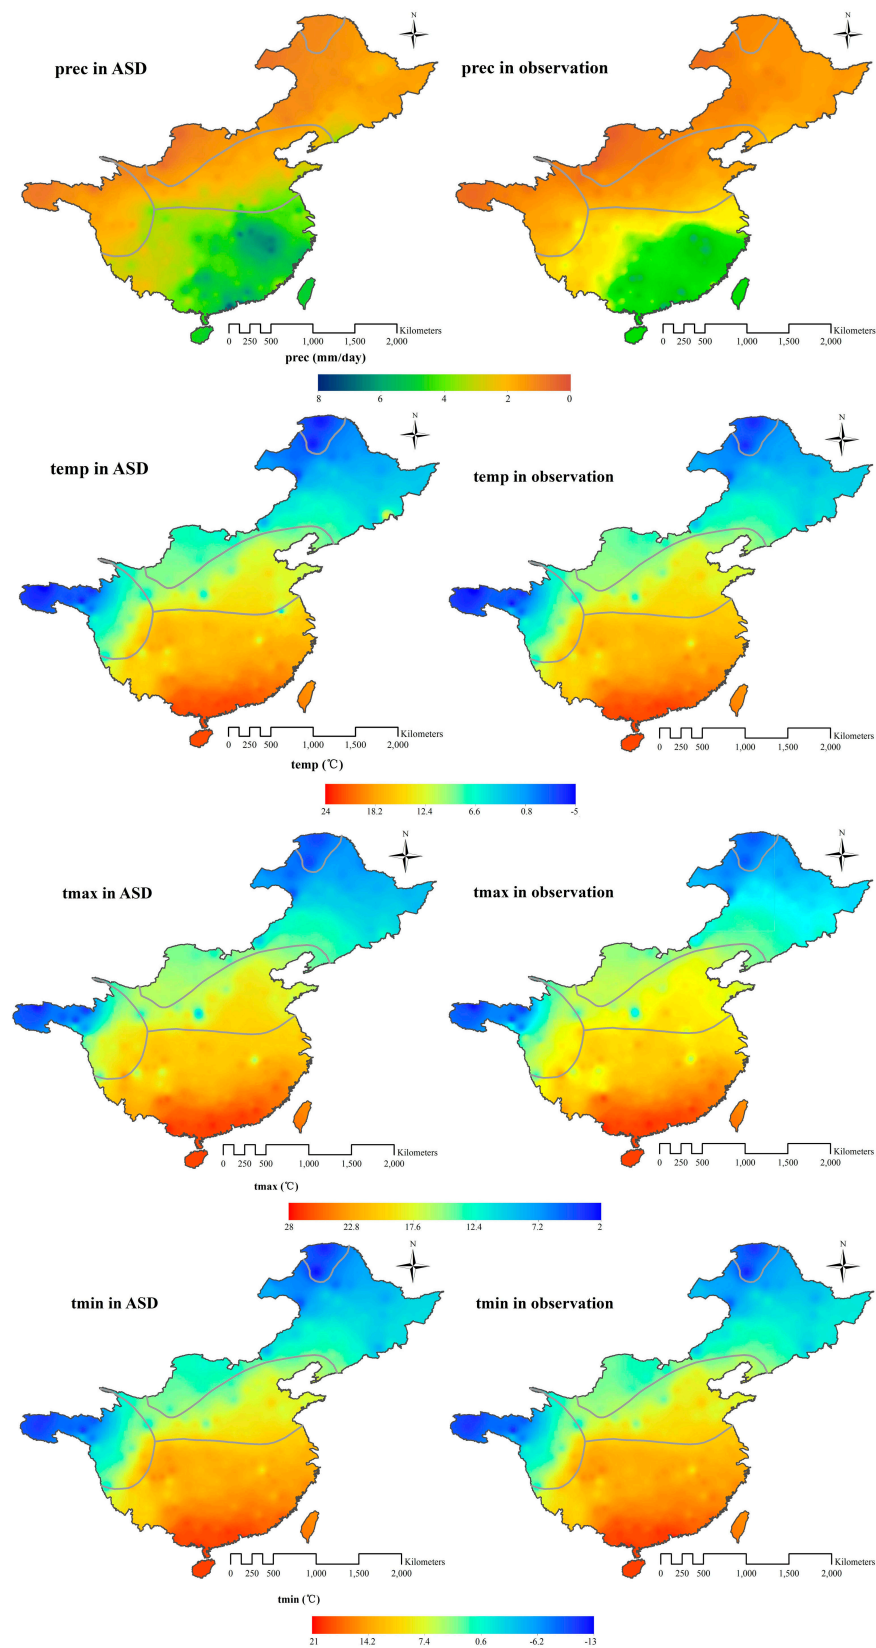 N
N
prec in ASD
prec in observation
Kilometers
0 250 500 1,000 1,500 2,000
Kilometers
0 250 500 1,000 1,500 2,000
prec (mm/day)
8 6 4 2 0
N
N
temp in ASD
temp in observation
Kilometers
0 250 500 1,000 1,500 2,000
Kilometers
0 250 500 1,000 1,500 2,000
temp (℃)
24 18.2 12.4 6.6 0.8 -5
N
N
tmax in ASD
tmax in observation
Kilometers
0 250 500 1,000 1,500 2,000
Kilometers
0 250 500 1,000 1,500 2,000
tmax (℃)
28 22.8 17.6 12.4 7.2 2
N
N
tmin in ASD
tmin in observation
Kilometers
0 250 500 1,000 1,500 2,000
Kilometers
0 250 500 1,000 1,500 2,000
tmin (℃)
21 14.2 7.4 0.6 -6.2 -13